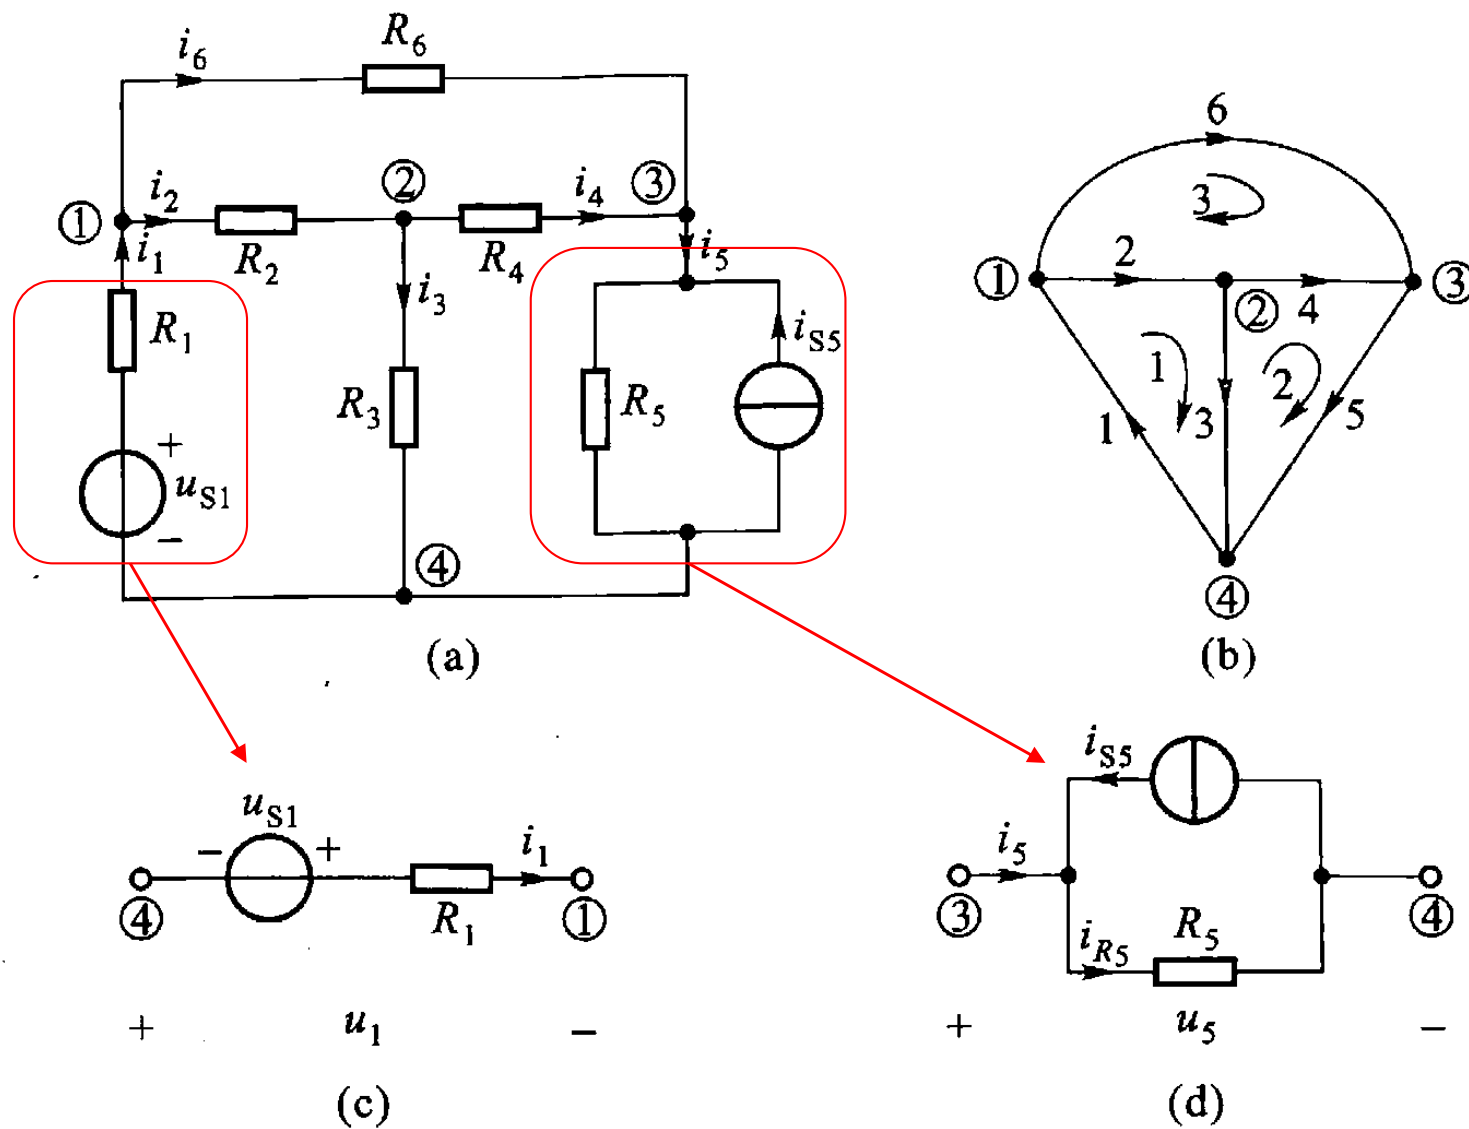 R6
i6
6
① i2 R2 ② i4 R4 ③
i1 R1
i3 R3
i5
R5 iS5
+
uS1
−
④
(a)
3
① 2 ② 4 ③
1 1 3 2 5
④
(b)
uS1
− + i1
④ R1 ①
+ u1 −
(c)
iS5
i5
③ iR5 R5 ④
+ u5 −
(d)